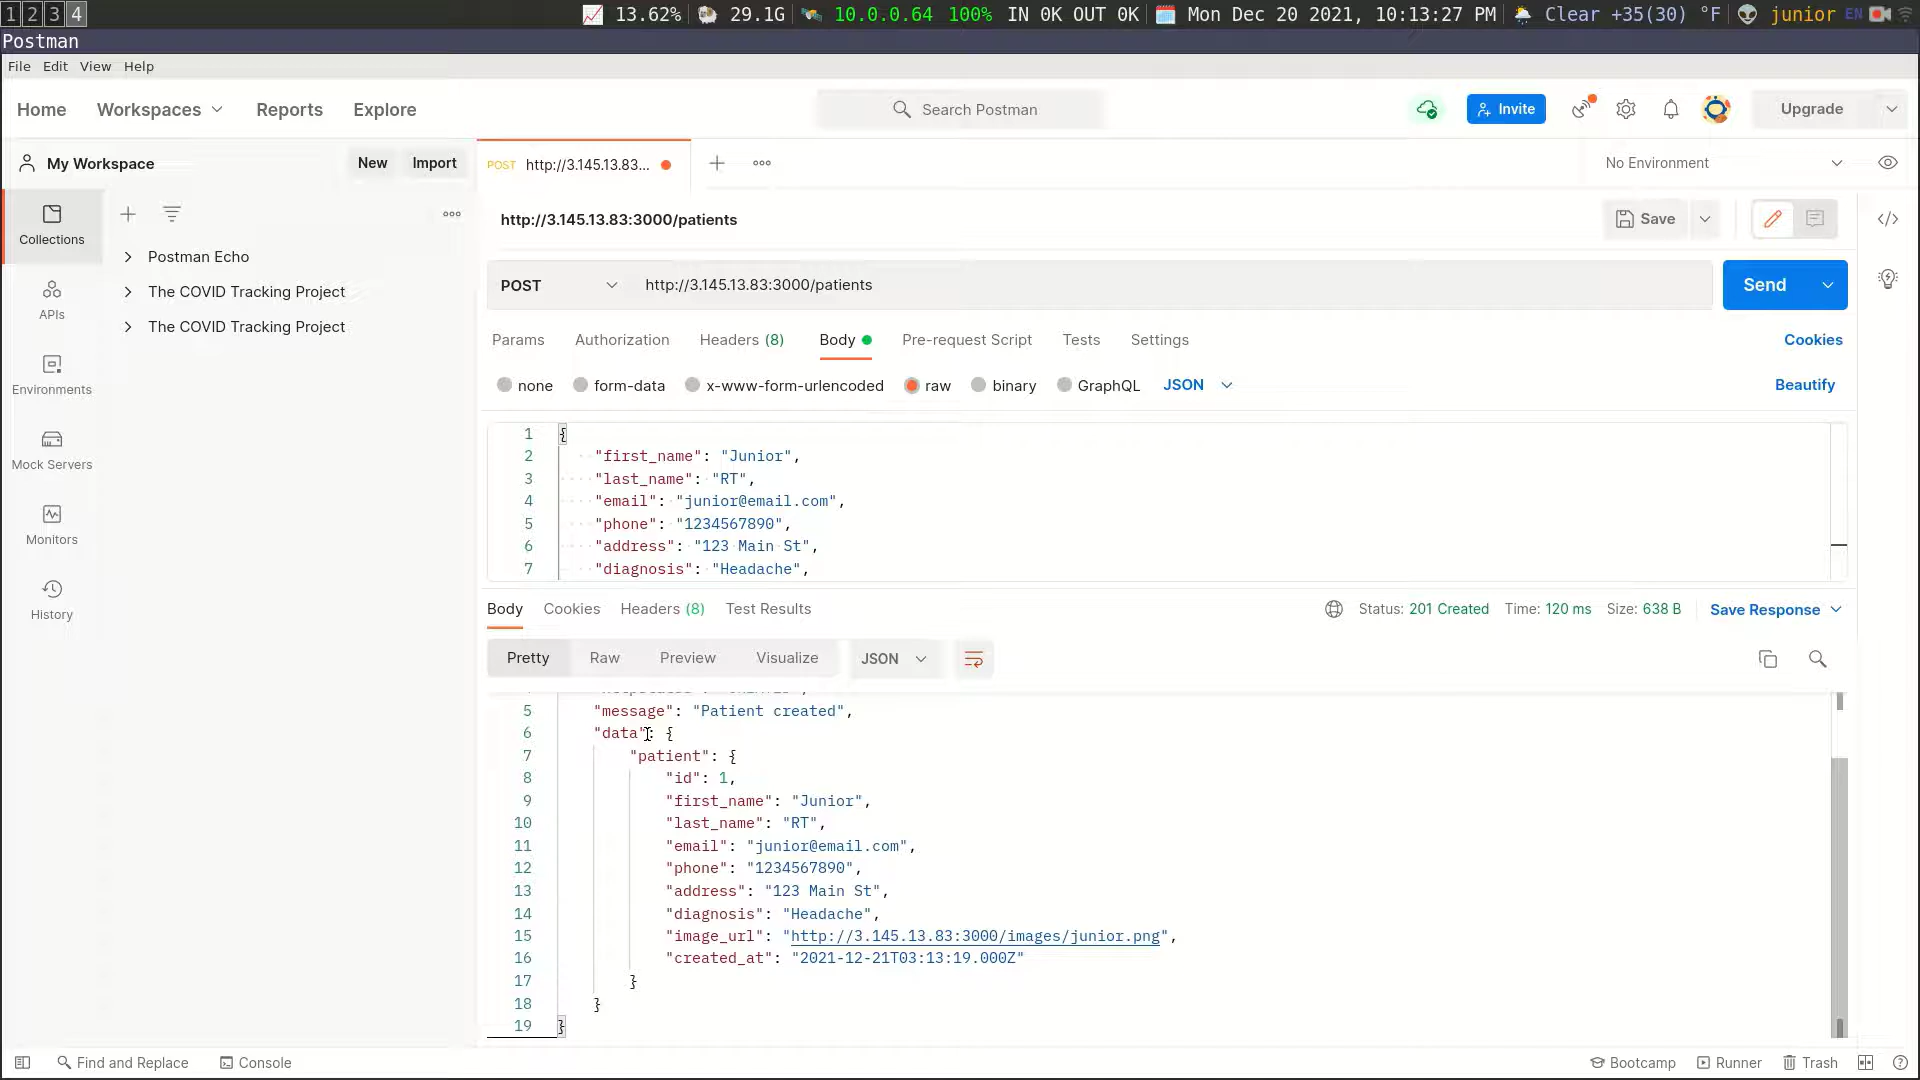 1 2 3 4 13.62% 29.1G 10.0.0.64 100% IN 0K OUT 0K Mon Dec 20 2021, 10:13:27 PM Clear +35(30) °F junior EN
Postman
File Edit View Help
Home Workspaces Reports Explore Search Postman Invite Upgrade
My Workspace New Import POST http://3.145.13.83... No Environment
Collections
APIs
Environments
Mock Servers
Monitors
History
Postman Echo
The COVID Tracking Project
The COVID Tracking Project
http://3.145.13.83:3000/patients Save
POST http://3.145.13.83:3000/patients Send
Params Authorization Headers (8) Body Pre-request Script Tests Settings Cookies
none form-data x-www-form-urlencoded raw binary GraphQL JSON Beautify
1 {
2 "first_name": "Junior",
3 "last_name": "RT",
4 "email": "junior@email.com",
5 "phone": "1234567890",
6 "address": "123 Main St",
7 "diagnosis": "Headache",
Body Cookies Headers (8) Test Results Status: 201 Created Time: 120 ms Size: 638 B Save Response
Pretty Raw Preview Visualize JSON
5 "message": "Patient created",
6 "data": {
7 "patient": {
8 "id": 1,
9 "first_name": "Junior",
10 "last_name": "RT",
11 "email": "junior@email.com",
12 "phone": "1234567890",
13 "address": "123 Main St",
14 "diagnosis": "Headache",
15 "image_url": "http://3.145.13.83:3000/images/junior.png",
16 "created_at": "2021-12-21T03:13:19.000Z"
17 }
18 }
19 }
Find and Replace Console Bootcamp Runner Trash